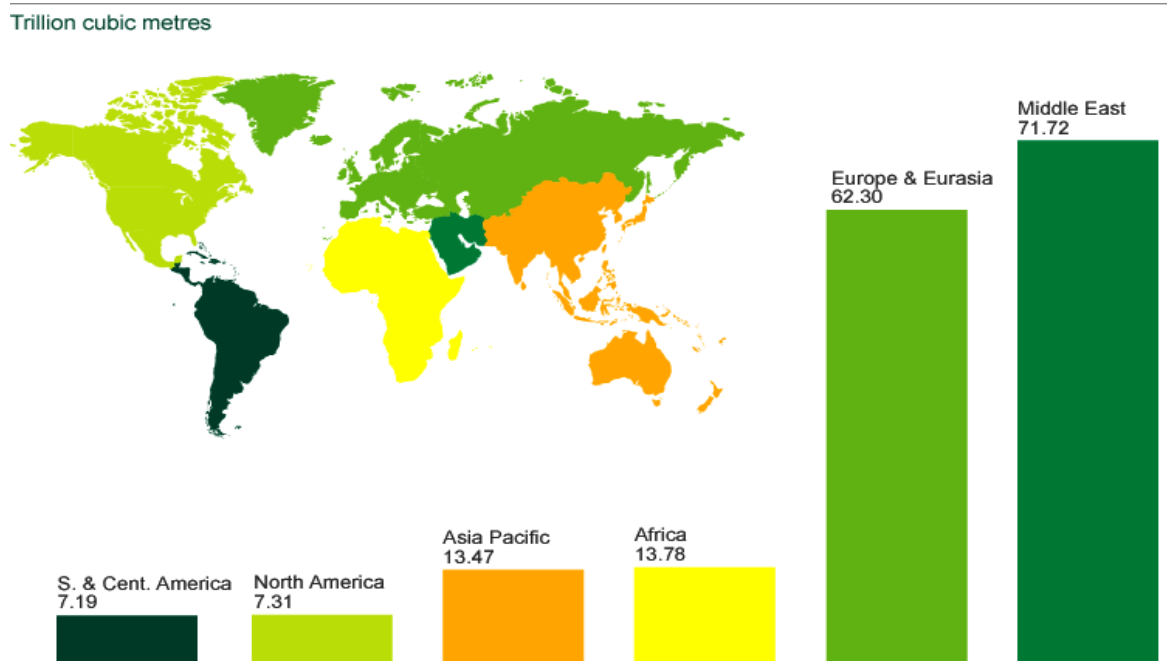 Trillion cubic metres
Middle East
71.72
Europe & Eurasia
62.30
Asia Pacific
13.47
Africa
13.78
S. & Cent. America
7.19
North America
7.31